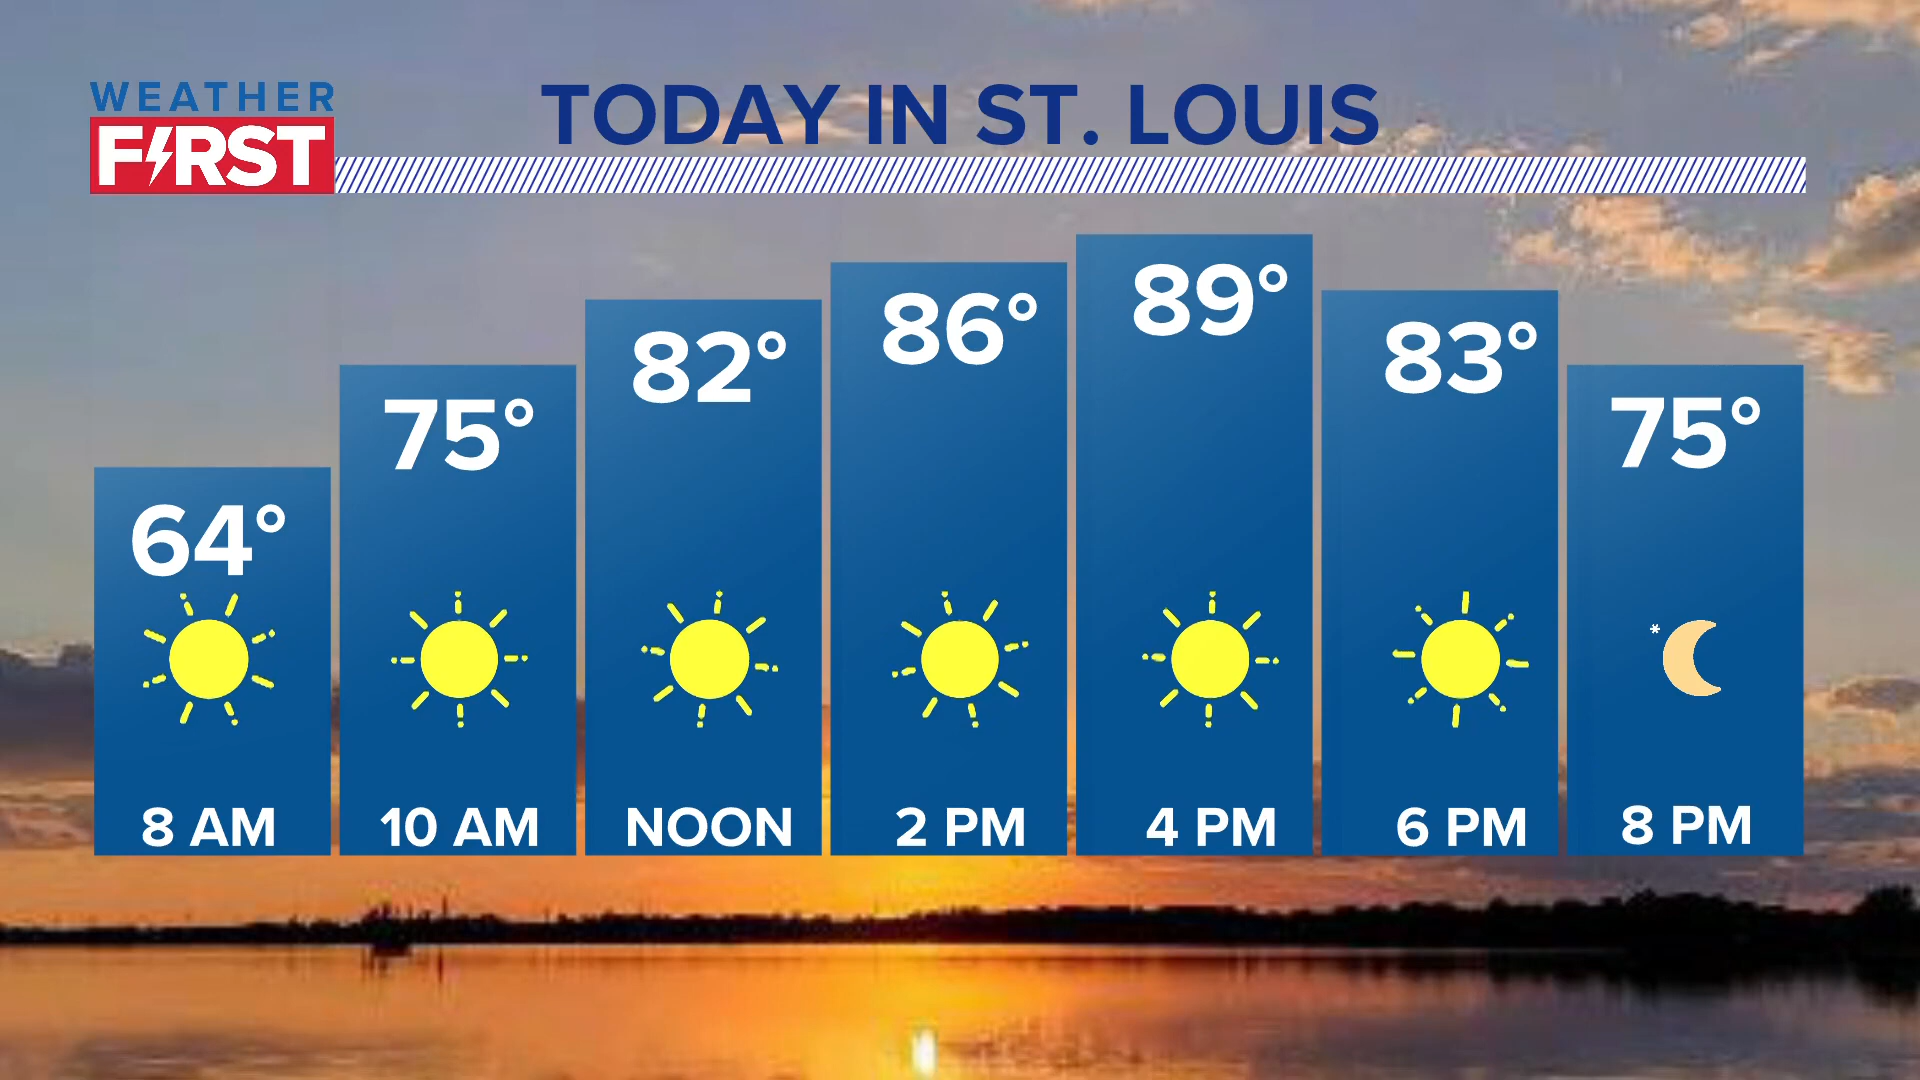 WEATHER
FIRST
TODAY IN ST. LOUIS
64°
75°
82°
86°
89°
83°
75°
8 AM
10 AM
NOON
2 PM
4 PM
6 PM
8 PM